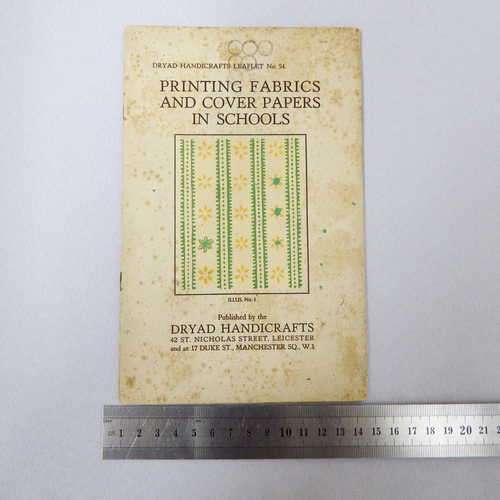 DRYAD HANDICRAFTS LEAFLET No. 54
PRINTING FABRICS
AND COVER PAPERS
IN SCHOOLS
ILLUS. No. 1
Published by the
DRYAD HANDICRAFTS
42 ST. NICHOLAS STREET, LEICESTER
and at 17 DUKE ST., MANCHESTER SQ., W.1
1 2 3 4 5 6 7 8 9 10 11 12 13 14 15 16 17 18 19 20 21